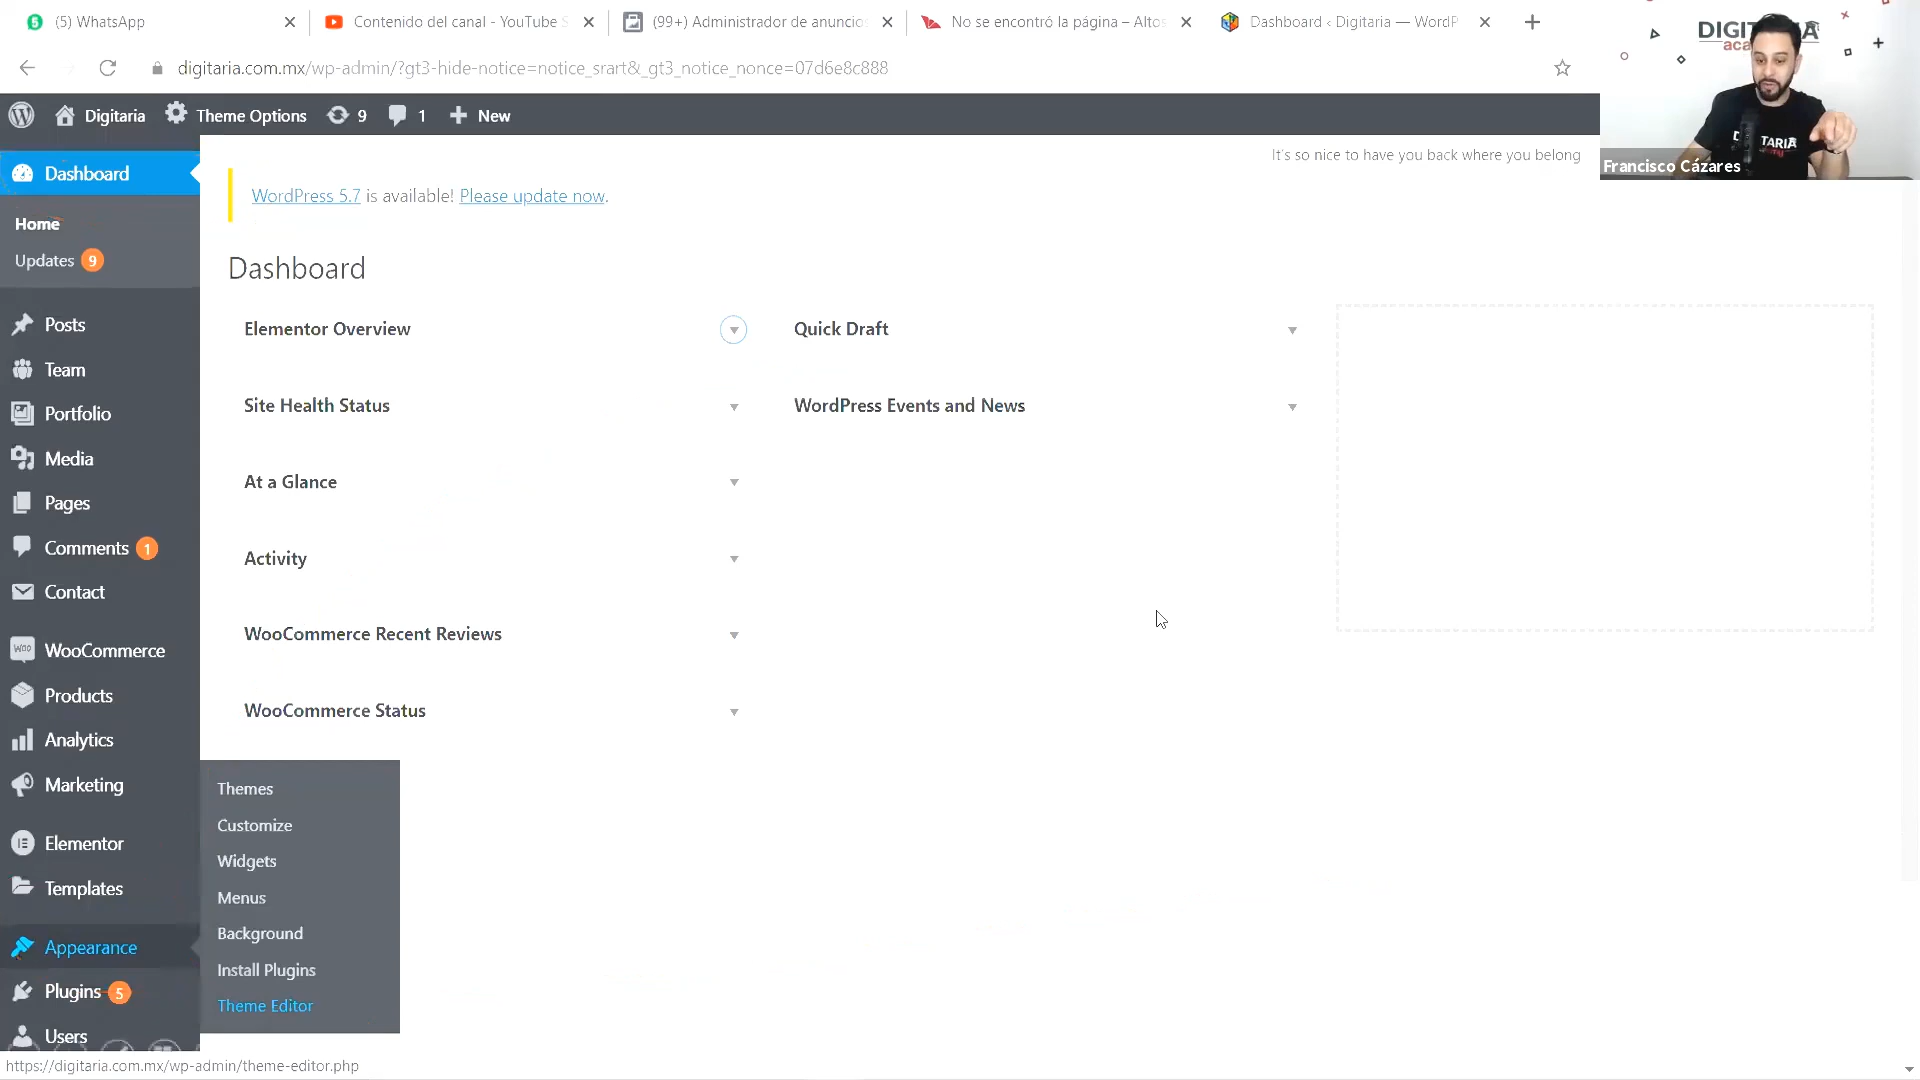 (5) WhatsApp
Contenido del canal - YouTube S
(99+) Administrador de anuncios
No se encontró la página – Altos
Dashboard ‹ Digitaria — WordP
digitaria.com.mx/wp-admin/?gt3-hide-notice=notice_srart&_gt3_notice_nonce=07d6e8c888
Digitaria
Theme Options
9
1
New
Francisco Cázares
It's so nice to have you back where you belong
WordPress 5.7 is available! Please update now.
Dashboard
Home
Updates 9
Posts
Team
Portfolio
Media
Pages
Comments 1
Contact
WooCommerce
Products
Analytics
Marketing
Elementor
Templates
Appearance
Plugins 5
Users
Dashboard
Elementor Overview
Site Health Status
At a Glance
Activity
WooCommerce Recent Reviews
WooCommerce Status
Quick Draft
WordPress Events and News
Themes
Customize
Widgets
Menus
Background
Install Plugins
Theme Editor
https://digitaria.com.mx/wp-admin/theme-editor.php